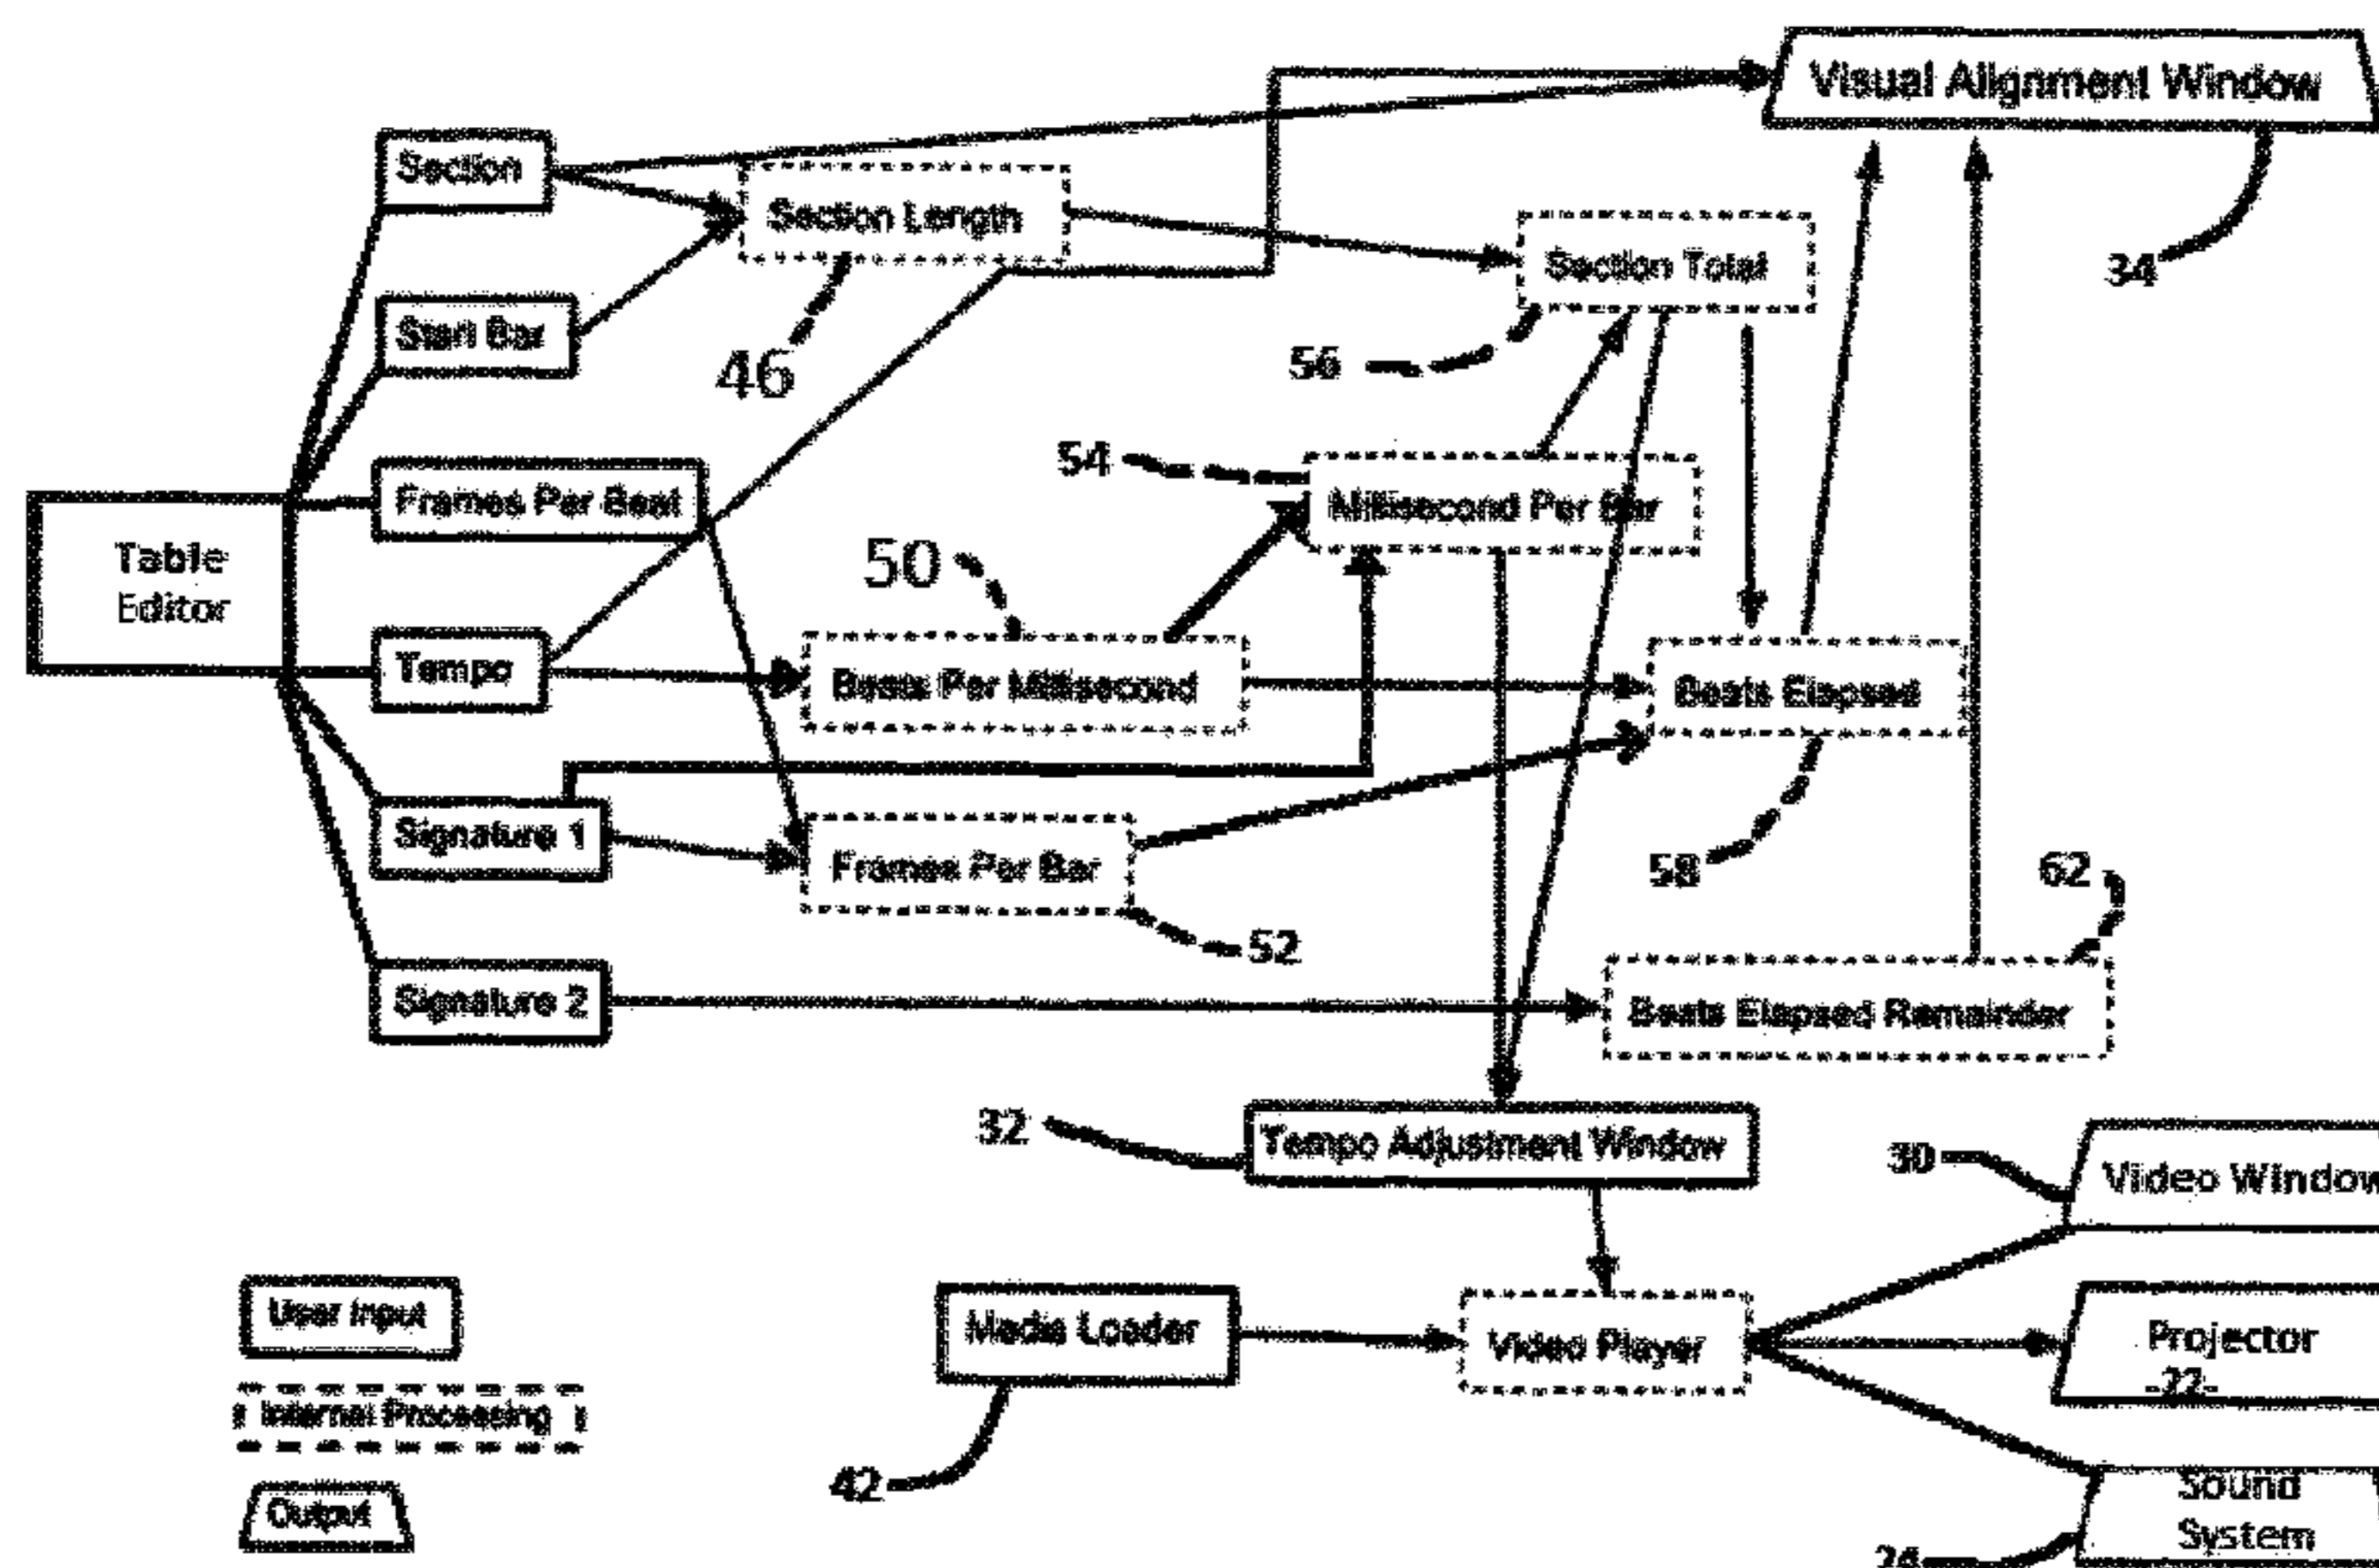 Visual Alignment Window
Section
Section Length
Section Total
34
Start Bar
46
56
54
Frames Per Beat
Millisecond Per Bar
Table
Editor
50
Tempo
Beats Per Millisecond
Beats Elapsed
Signature 1
Frames Per Bar
58
62
52
Signature 2
Beats Elapsed Remainder
32
Tempo Adjustment Window
30
Video Window
User Input
Media Loader
Video Player
Projector
-22-
Internal Processing
42
Output
Sound
System
24